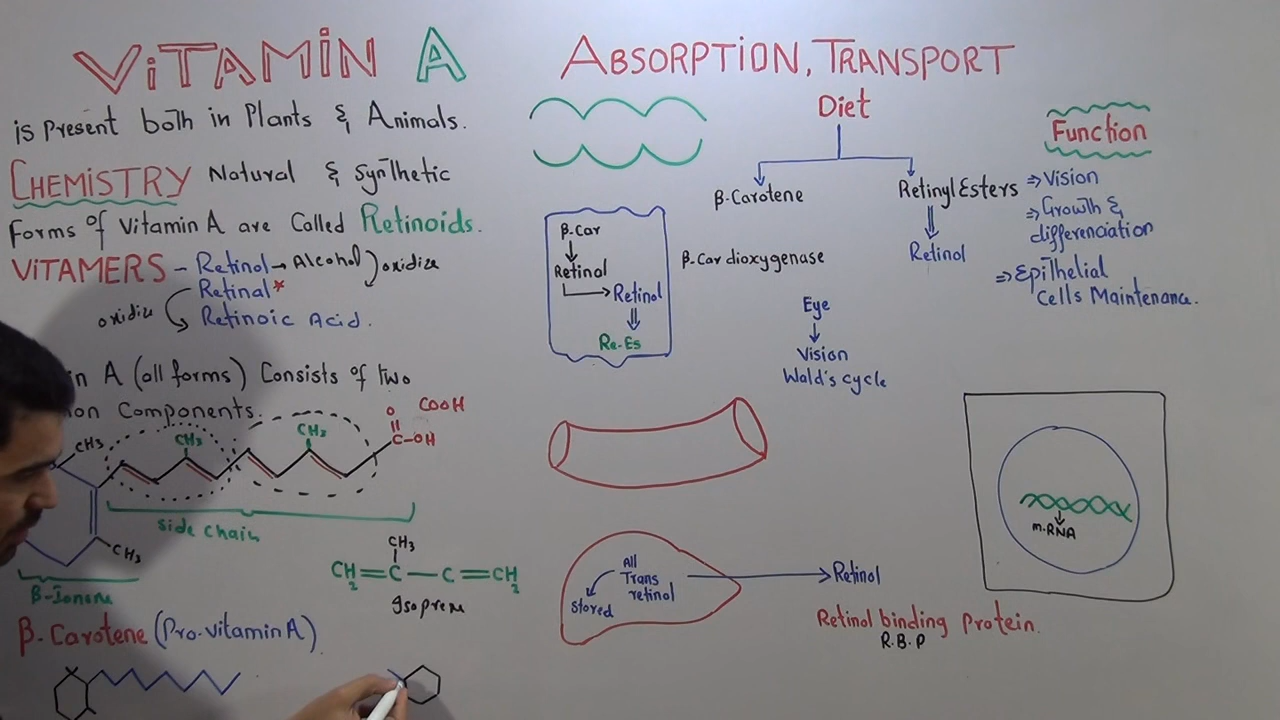 ViTAMiN A
is Present both in Plants & Animals.
CHEMiSTRY Natural & Synthetic
Forms of Vitamin A are Called Retinoids.
ViTAMERS – Retinol → Alcohol oxidize
Retinal*
oxidize Retinoic Acid.
in A (all forms) Consists of Two
on Components.
CH3 CH3 CH3 O COOH
C-OH
CH3
Side Chain
β-Ionone
CH3
CH2=C—C=CH2
Isoprene
β-Carotene (Pro-vitamin A)
ABSORPTiON, TRANSPORT
Diet
β-Carotene
Retinyl Esters
Retinol
β-Car
Retinol
Retinol
Re-Es
β-Car dioxygenase
Eye
Vision
Wald's cycle
Function
⇒ Vision
⇒ Growth &
differenciation
⇒ Epithelial
Cells Maintenance.
All
Trans
retinol
Stored
Retinol
Retinol binding Protein.
R.B.P
m-RNA